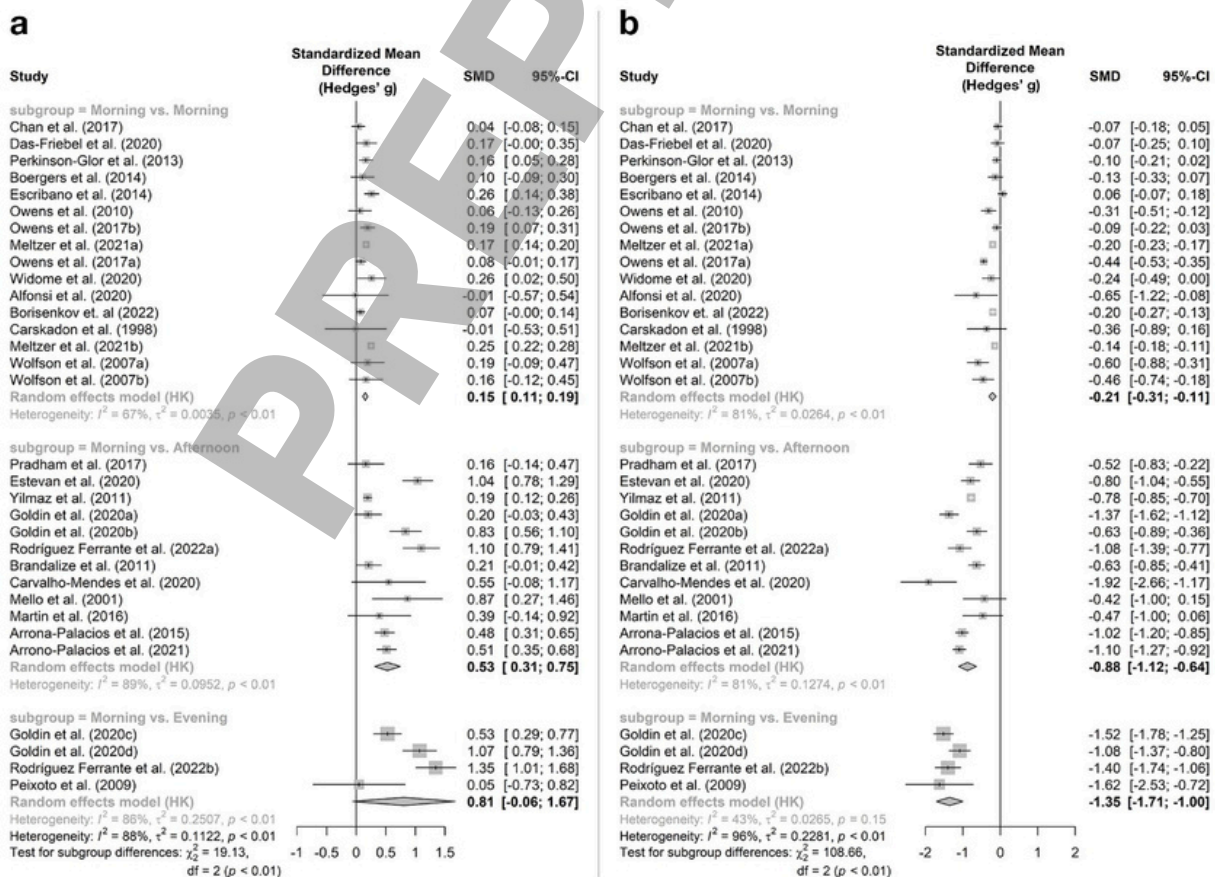 a
Standardized Mean
Difference
(Hedges' g)
Study SMD 95%-CI
subgroup = Morning vs. Morning
Chan et al. (2017) 0.04 [-0.08; 0.15]
Das-Friebel et al. (2020) 0.17 [-0.00; 0.35]
Perkinson-Glor et al. (2013) 0.16 [0.05; 0.28]
Boergers et al. (2014) 0.10 [-0.09; 0.30]
Escribano et al. (2014) 0.26 [0.14; 0.38]
Owens et al. (2010) 0.06 [-0.13; 0.26]
Owens et al. (2017b) 0.19 [0.07; 0.31]
Meltzer et al. (2021a) 0.17 [0.14; 0.20]
Owens et al. (2017a) 0.08 [-0.01; 0.17]
Widome et al. (2020) 0.26 [0.02; 0.50]
Alfonsi et al. (2020) -0.01 [-0.57; 0.54]
Borisenkov et. al (2022) 0.07 [-0.00; 0.14]
Carskadon et al. (1998) -0.01 [-0.53; 0.51]
Meltzer et al. (2021b) 0.25 [0.22; 0.28]
Wolfson et al. (2007a) 0.19 [-0.09; 0.47]
Wolfson et al. (2007b) 0.16 [-0.12; 0.45]
Random effects model (HK) 0.15 [ 0.11; 0.19]
Heterogeneity: I² = 67%, τ² = 0.0035, p < 0.01
subgroup = Morning vs. Afternoon
Pradham et al. (2017) 0.16 [-0.14; 0.47]
Estevan et al. (2020) 1.04 [0.78; 1.29]
Yilmaz et al. (2011) 0.19 [0.12; 0.26]
Goldin et al. (2020a) 0.20 [-0.03; 0.43]
Goldin et al. (2020b) 0.83 [0.56; 1.10]
Rodríguez Ferrante et al. (2022a) 1.10 [0.79; 1.41]
Brandalize et al. (2011) 0.21 [-0.01; 0.42]
Carvalho-Mendes et al. (2020) 0.55 [-0.08; 1.17]
Mello et al. (2001) 0.87 [0.27; 1.46]
Martin et al. (2016) 0.39 [-0.14; 0.92]
Arrona-Palacios et al. (2015) 0.48 [0.31; 0.65]
Arrono-Palacios et al. (2021) 0.51 [0.35; 0.68]
Random effects model (HK) 0.53 [0.31; 0.75]
Heterogeneity: I² = 89%, τ² = 0.0952, p < 0.01
subgroup = Morning vs. Evening
Goldin et al. (2020c) 0.53 [0.29; 0.77]
Goldin et al. (2020d) 1.07 [0.79; 1.36]
Rodríguez Ferrante et al. (2022b) 1.35 [1.01; 1.68]
Peixoto et al. (2009) 0.05 [-0.73; 0.82]
Random effects model (HK) 0.81 [-0.06; 1.67]
Heterogeneity: I² = 86%, τ² = 0.2507, p < 0.01
Heterogeneity: I² = 88%, τ² = 0.1122, p < 0.01
Test for subgroup differences: χ²₂ = 19.13,
df = 2 (p < 0.01)
-1 -0.5 0 0.5 1 1.5
b
Standardized Mean
Difference
(Hedges' g)
Study SMD 95%-CI
subgroup = Morning vs. Morning
Chan et al. (2017) -0.07 [-0.18; 0.05]
Das-Friebel et al. (2020) -0.07 [-0.25; 0.10]
Perkinson-Glor et al. (2013) -0.10 [-0.21; 0.02]
Boergers et al. (2014) -0.13 [-0.33; 0.07]
Escribano et al. (2014) 0.06 [-0.07; 0.18]
Owens et al. (2010) -0.31 [-0.51; -0.12]
Owens et al. (2017b) -0.09 [-0.22; 0.03]
Meltzer et al. (2021a) -0.20 [-0.23; -0.17]
Owens et al. (2017a) -0.44 [-0.53; -0.35]
Widome et al. (2020) -0.24 [-0.49; 0.00]
Alfonsi et al. (2020) -0.65 [-1.22; -0.08]
Borisenkov et. al (2022) -0.20 [-0.27; -0.13]
Carskadon et al. (1998) -0.36 [-0.89; 0.16]
Meltzer et al. (2021b) -0.14 [-0.18; -0.11]
Wolfson et al. (2007a) -0.60 [-0.88; -0.31]
Wolfson et al. (2007b) -0.46 [-0.74; -0.18]
Random effects model (HK) -0.21 [-0.31; -0.11]
Heterogeneity: I² = 81%, τ² = 0.0264, p < 0.01
subgroup = Morning vs. Afternoon
Pradham et al. (2017) -0.52 [-0.83; -0.22]
Estevan et al. (2020) -0.80 [-1.04; -0.55]
Yilmaz et al. (2011) -0.78 [-0.85; -0.70]
Goldin et al. (2020a) -1.37 [-1.62; -1.12]
Goldin et al. (2020b) -0.63 [-0.89; -0.36]
Rodríguez Ferrante et al. (2022a) -1.08 [-1.39; -0.77]
Brandalize et al. (2011) -0.63 [-0.85; -0.41]
Carvalho-Mendes et al. (2020) -1.92 [-2.66; -1.17]
Mello et al. (2001) -0.42 [-1.00; 0.15]
Martin et al. (2016) -0.47 [-1.00; 0.06]
Arrona-Palacios et al. (2015) -1.02 [-1.20; -0.85]
Arrono-Palacios et al. (2021) -1.10 [-1.27; -0.92]
Random effects model (HK) -0.88 [-1.12; -0.64]
Heterogeneity: I² = 81%, τ² = 0.1274, p < 0.01
subgroup = Morning vs. Evening
Goldin et al. (2020c) -1.52 [-1.78; -1.25]
Goldin et al. (2020d) -1.08 [-1.37; -0.80]
Rodríguez Ferrante et al. (2022b) -1.40 [-1.74; -1.06]
Peixoto et al. (2009) -1.62 [-2.53; -0.72]
Random effects model (HK) -1.35 [-1.71; -1.00]
Heterogeneity: I² = 43%, τ² = 0.0265, p = 0.15
Heterogeneity: I² = 96%, τ² = 0.2281, p < 0.01
Test for subgroup differences: χ²₂ = 108.66,
df = 2 (p < 0.01)
-2 -1 0 1 2